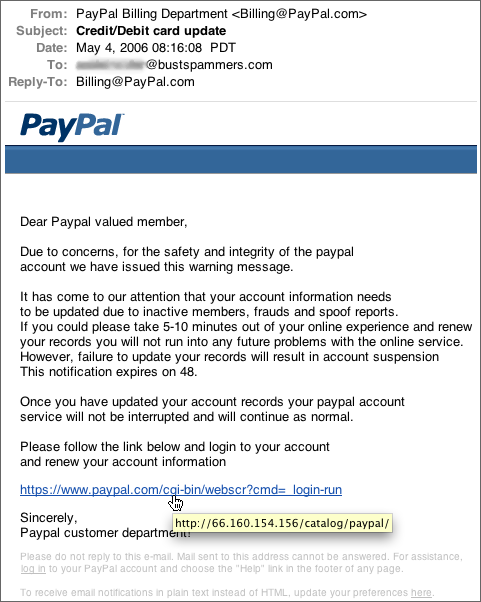 From: PayPal Billing Department <Billing@PayPal.com>
Subject: Credit/Debit card update
Date: May 4, 2006 08:16:08 PDT
To: @bustspammers.com
Reply-To: Billing@PayPal.com
PayPal
Dear Paypal valued member,
Due to concerns, for the safety and integrity of the paypal
account we have issued this warning message.
It has come to our attention that your account information needs
to be updated due to inactive members, frauds and spoof reports.
If you could please take 5-10 minutes out of your online experience and renew
your records you will not run into any future problems with the online service.
However, failure to update your records will result in account suspension
This notification expires on 48.
Once you have updated your account records your paypal account
service will not be interrupted and will continue as normal.
Please follow the link below and login to your account
and renew your account information
https://www.paypal.com/cgi-bin/webscr?cmd=_login-run
http://66.160.154.156/catalog/paypal/
Sincerely,
Paypal customer department!
Please do not reply to this e-mail. Mail sent to this address cannot be answered. For assistance,
log in to your PayPal account and choose the "Help" link in the footer of any page.
To receive email notifications in plain text instead of HTML, update your preferences here.